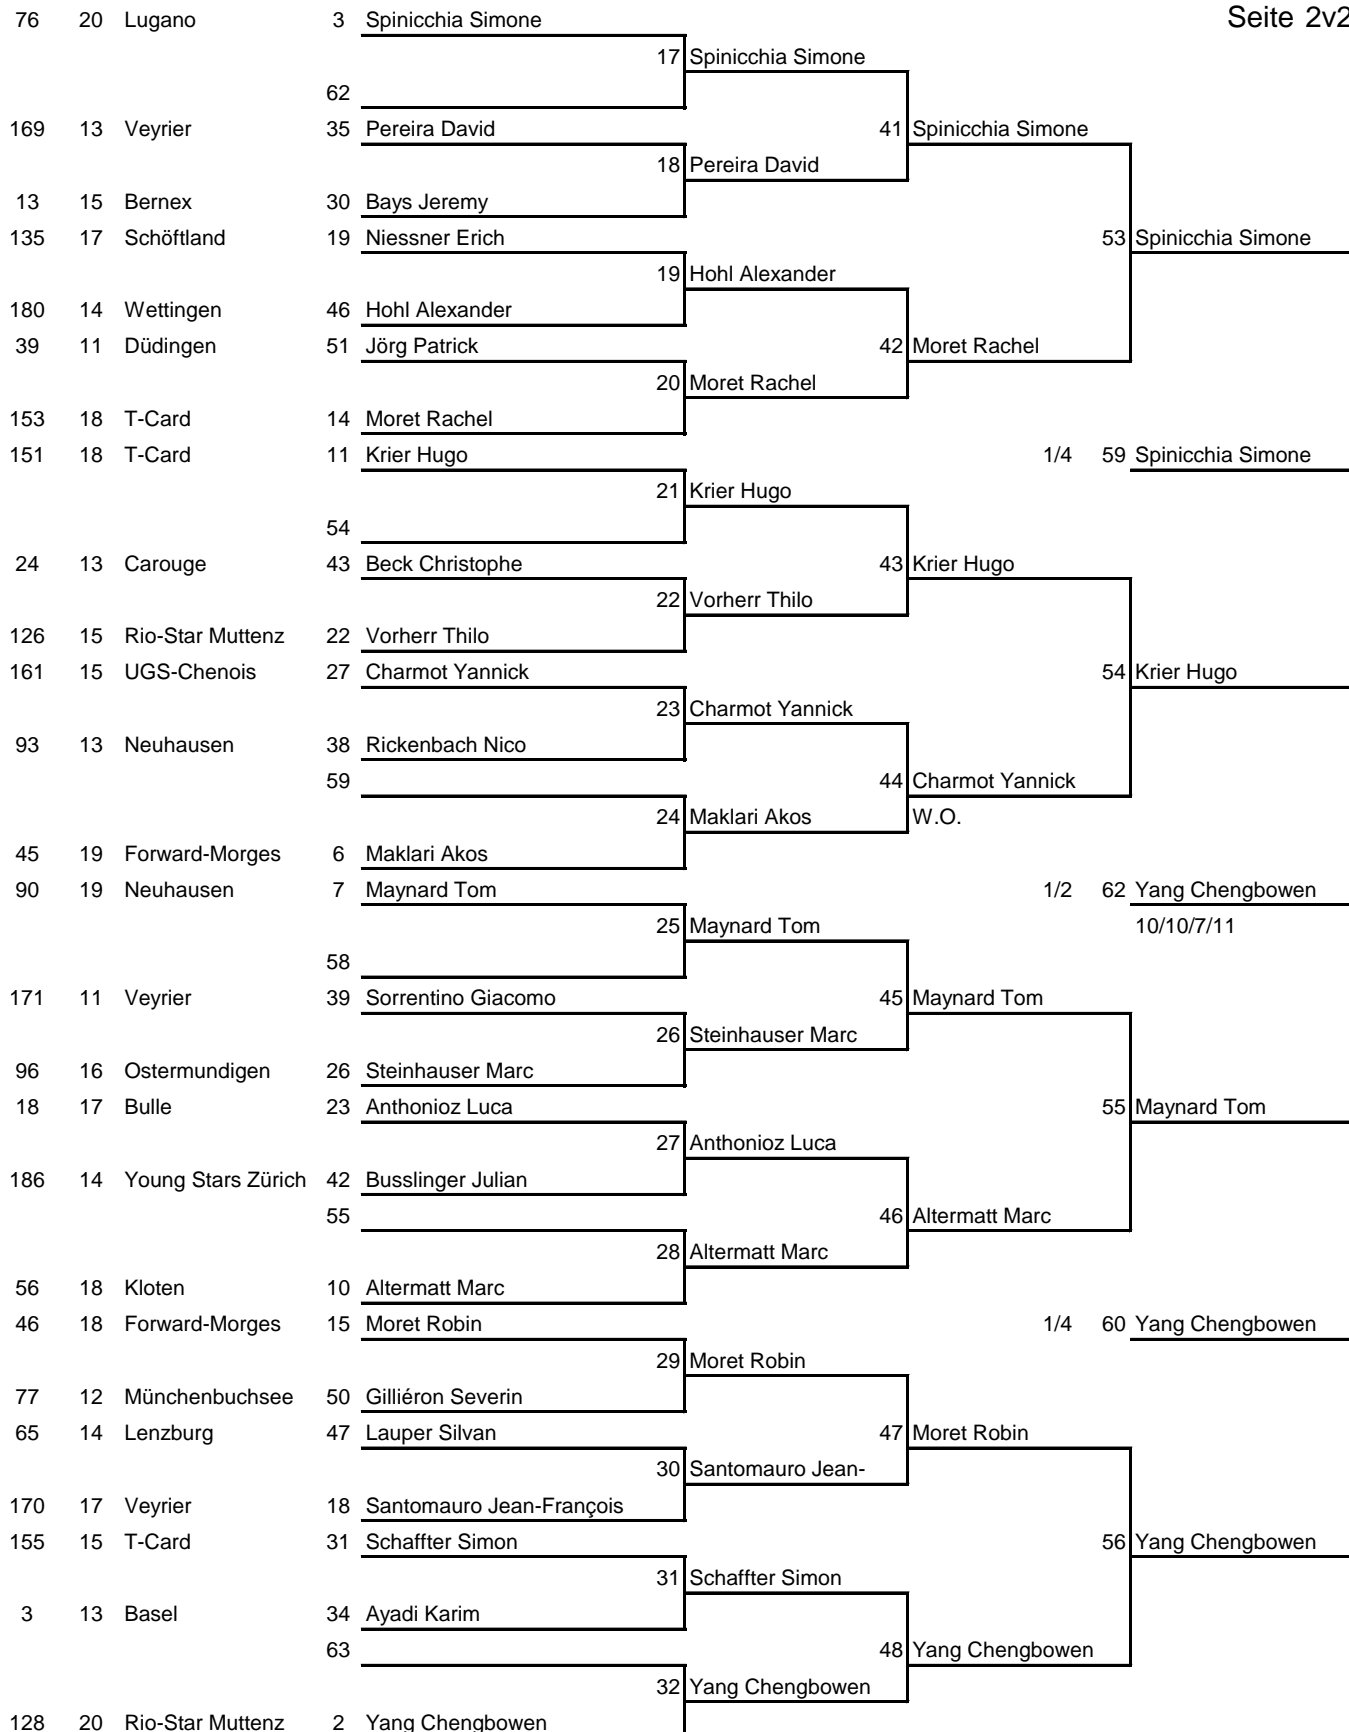 76 20 Lugano 3 Spinicchia Simone Seite 2v2
17 Spinicchia Simone
62
169 13 Veyrier 35 Pereira David 41 Spinicchia Simone
18 Pereira David
13 15 Bernex 30 Bays Jeremy
135 17 Schöftland 19 Niessner Erich 53 Spinicchia Simone
19 Hohl Alexander
180 14 Wettingen 46 Hohl Alexander
39 11 Düdingen 51 Jörg Patrick 42 Moret Rachel
20 Moret Rachel
153 18 T-Card 14 Moret Rachel
151 18 T-Card 11 Krier Hugo 1/4 59 Spinicchia Simone
21 Krier Hugo
54
24 13 Carouge 43 Beck Christophe 43 Krier Hugo
22 Vorherr Thilo
126 15 Rio-Star Muttenz 22 Vorherr Thilo
161 15 UGS-Chenois 27 Charmot Yannick 54 Krier Hugo
23 Charmot Yannick
93 13 Neuhausen 38 Rickenbach Nico
59 44 Charmot Yannick
24 Maklari Akos W.O.
45 19 Forward-Morges 6 Maklari Akos
90 19 Neuhausen 7 Maynard Tom 1/2 62 Yang Chengbowen
25 Maynard Tom 10/10/7/11
58
171 11 Veyrier 39 Sorrentino Giacomo 45 Maynard Tom
26 Steinhauser Marc
96 16 Ostermundigen 26 Steinhauser Marc
18 17 Bulle 23 Anthonioz Luca 55 Maynard Tom
27 Anthonioz Luca
186 14 Young Stars Zürich 42 Busslinger Julian
55 46 Altermatt Marc
28 Altermatt Marc
56 18 Kloten 10 Altermatt Marc
46 18 Forward-Morges 15 Moret Robin 1/4 60 Yang Chengbowen
29 Moret Robin
77 12 Münchenbuchsee 50 Gilliéron Severin
65 14 Lenzburg 47 Lauper Silvan 47 Moret Robin
30 Santomauro Jean-
170 17 Veyrier 18 Santomauro Jean-François
155 15 T-Card 31 Schaffter Simon 56 Yang Chengbowen
31 Schaffter Simon
3 13 Basel 34 Ayadi Karim
63 48 Yang Chengbowen
32 Yang Chengbowen
128 20 Rio-Star Muttenz 2 Yang Chengbowen